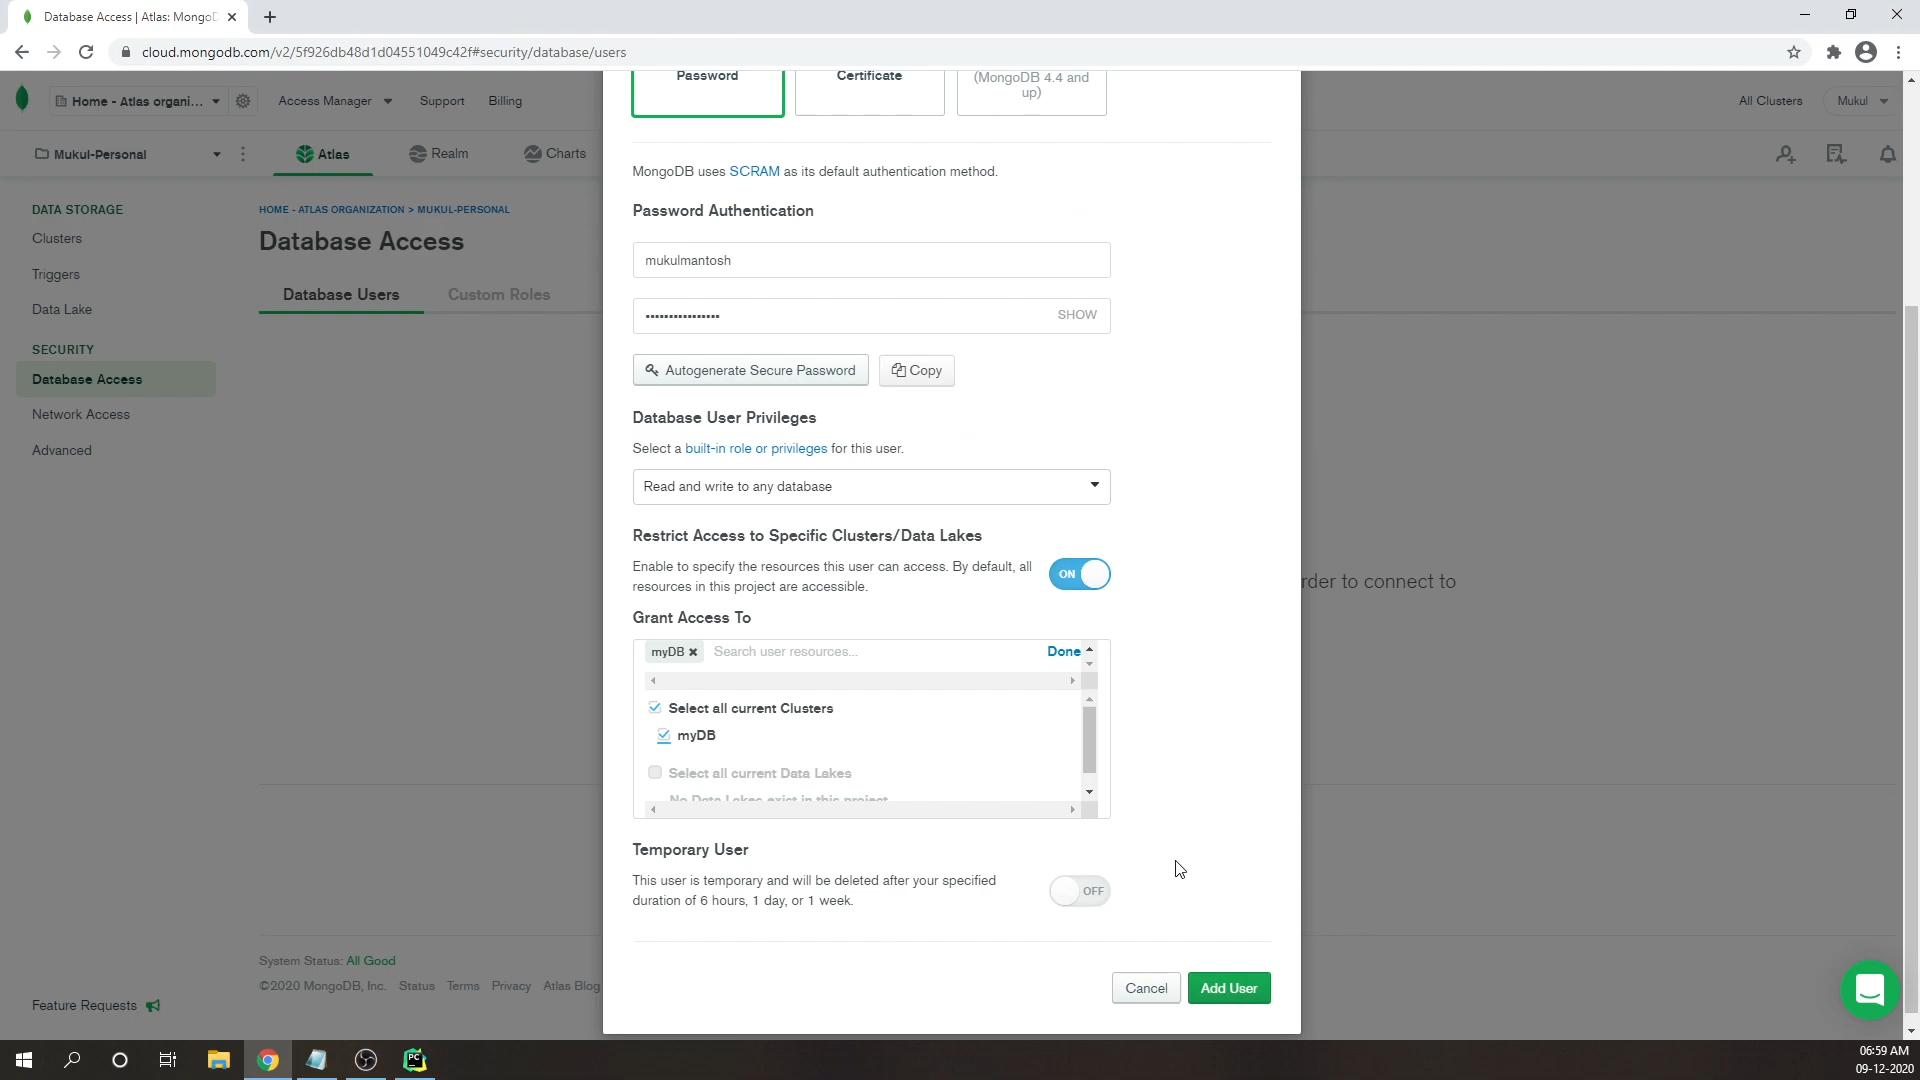 Database Access | Atlas: MongoD
cloud.mongodb.com/v2/5f926db48d1d04551049c42f#security/database/users
Home - Atlas organi...
Access Manager
Support
Billing
All Clusters
Mukul
Mukul-Personal
Atlas
Realm
Charts
DATA STORAGE
Clusters
Triggers
Data Lake
SECURITY
Database Access
Network Access
Advanced
Feature Requests
HOME - ATLAS ORGANIZATION > MUKUL-PERSONAL
Database Access
Database Users
Custom Roles
rder to connect to
System Status: All Good
©2020 MongoDB, Inc. Status Terms Privacy Atlas Blog
Password
Certificate
(MongoDB 4.4 and
up)
MongoDB uses SCRAM as its default authentication method.
Password Authentication
mukulmantosh
SHOW
Autogenerate Secure Password
Copy
Database User Privileges
Select a built-in role or privileges for this user.
Read and write to any database
Restrict Access to Specific Clusters/Data Lakes
Enable to specify the resources this user can access. By default, all
resources in this project are accessible.
ON
Grant Access To
myDB
Search user resources...
Done
Select all current Clusters
myDB
Select all current Data Lakes
No Data Lakes exist in this project
Temporary User
This user is temporary and will be deleted after your specified
duration of 6 hours, 1 day, or 1 week.
OFF
Cancel
Add User
PC
06:59 AM
09-12-2020